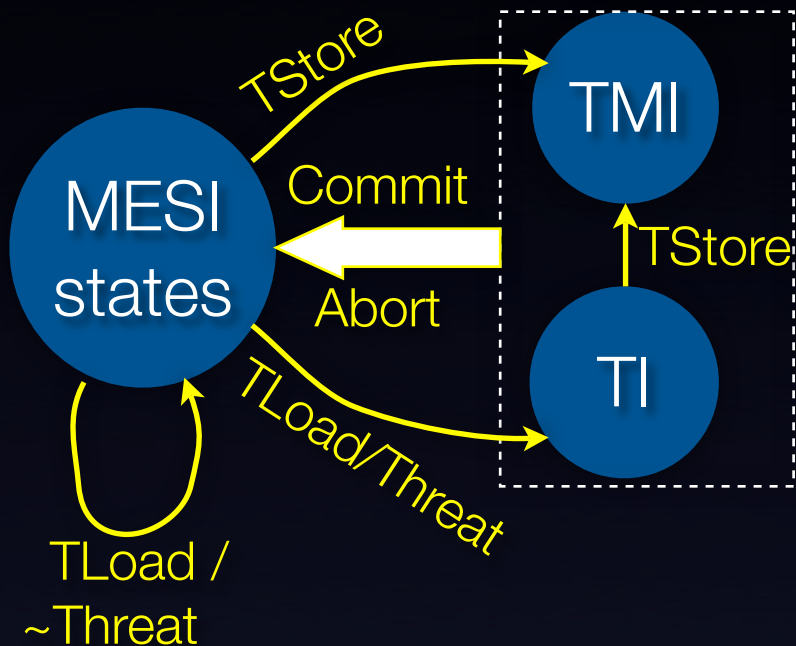 TStore
TMI
MESI
states
Commit
Abort
TStore
TI
TLoad/Threat
TLoad /
~Threat